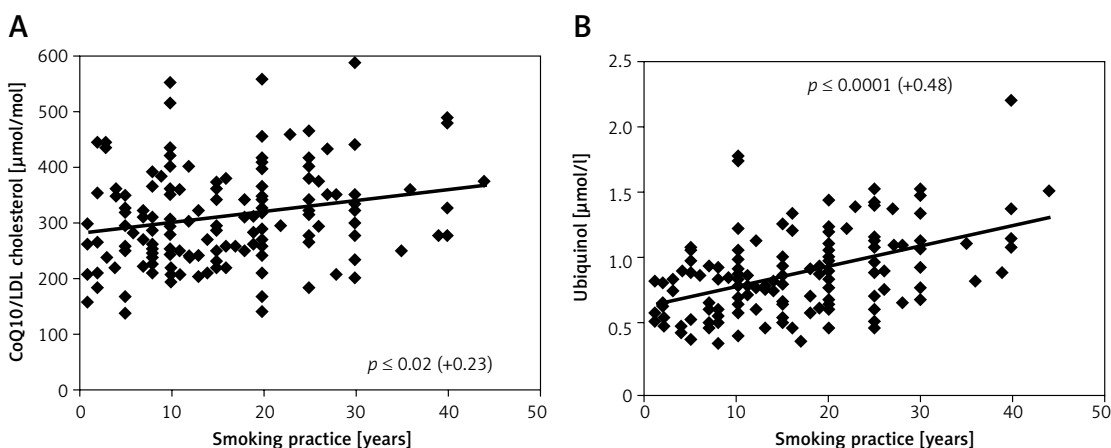 A
CoQ10/LDL cholesterol [µmol/mol]
600
500
400
300
200
100
0
p ≤ 0.02 (+0.23)
0 10 20 30 40 50
Smoking practice [years]
B
Ubiquinol [µmol/l]
2.5
2.0
1.5
1.0
0.5
0
p ≤ 0.0001 (+0.48)
0 10 20 30 40 50
Smoking practice [years]